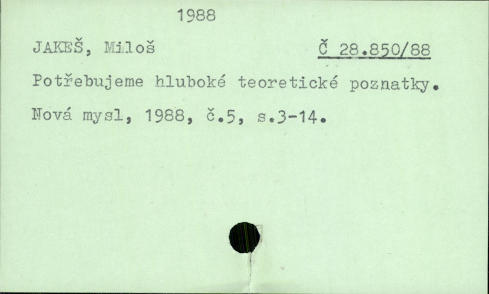 1988
JAKEŠ, Miloš Č 28.850/88
Potřebujeme hluboké teoretické poznatky.
Nová mysl, 1988, č.5, s.3-14.